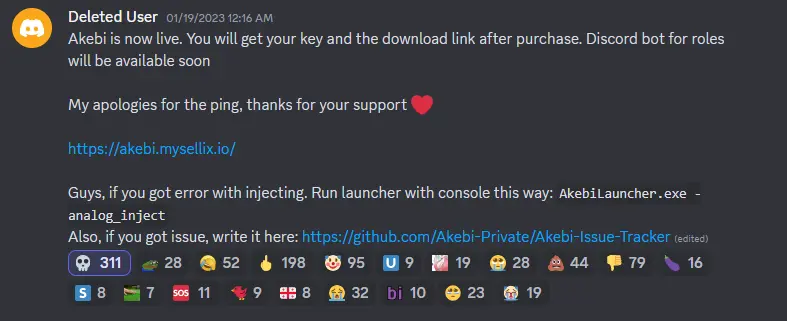 Deleted User 01/19/2023 12:16 AM
Akebi is now live. You will get your key and the download link after purchase. Discord bot for roles
will be available soon
My apologies for the ping, thanks for your support ❤
https://akebi.mysellix.io/
Guys, if you got error with injecting. Run launcher with console this way: AkebiLauncher.exe -
analog_inject
Also, if you got issue, write it here: https://github.com/Akebi-Private/Akebi-Issue-Tracker (edited)
311 28 52 198 95 U 9 19 28 44 79 16
S 8 7 SOS 11 9 8 32 bi 10 23 19